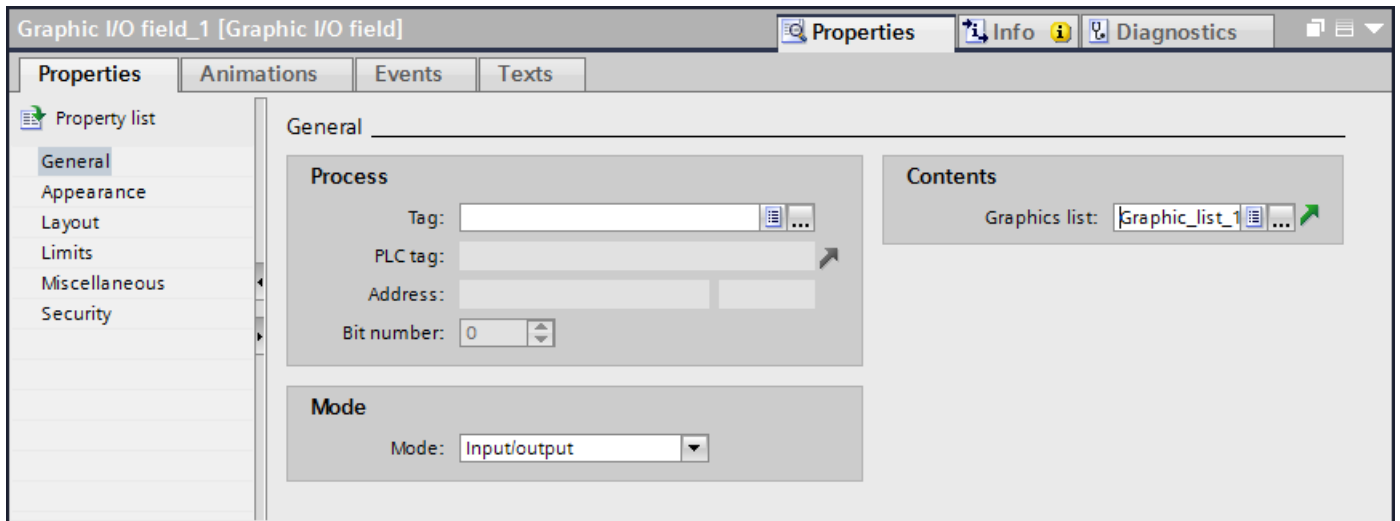 Graphic I/O field_1 [Graphic I/O field]
Properties
Info
Diagnostics
Properties
Animations
Events
Texts
Property list
General
Appearance
Layout
Limits
Miscellaneous
Security
General
Process
Tag:
...
PLC tag:
Address:
Bit number: 0
Mode
Mode: Input/output
Contents
Graphics list: Graphic_list_1
...